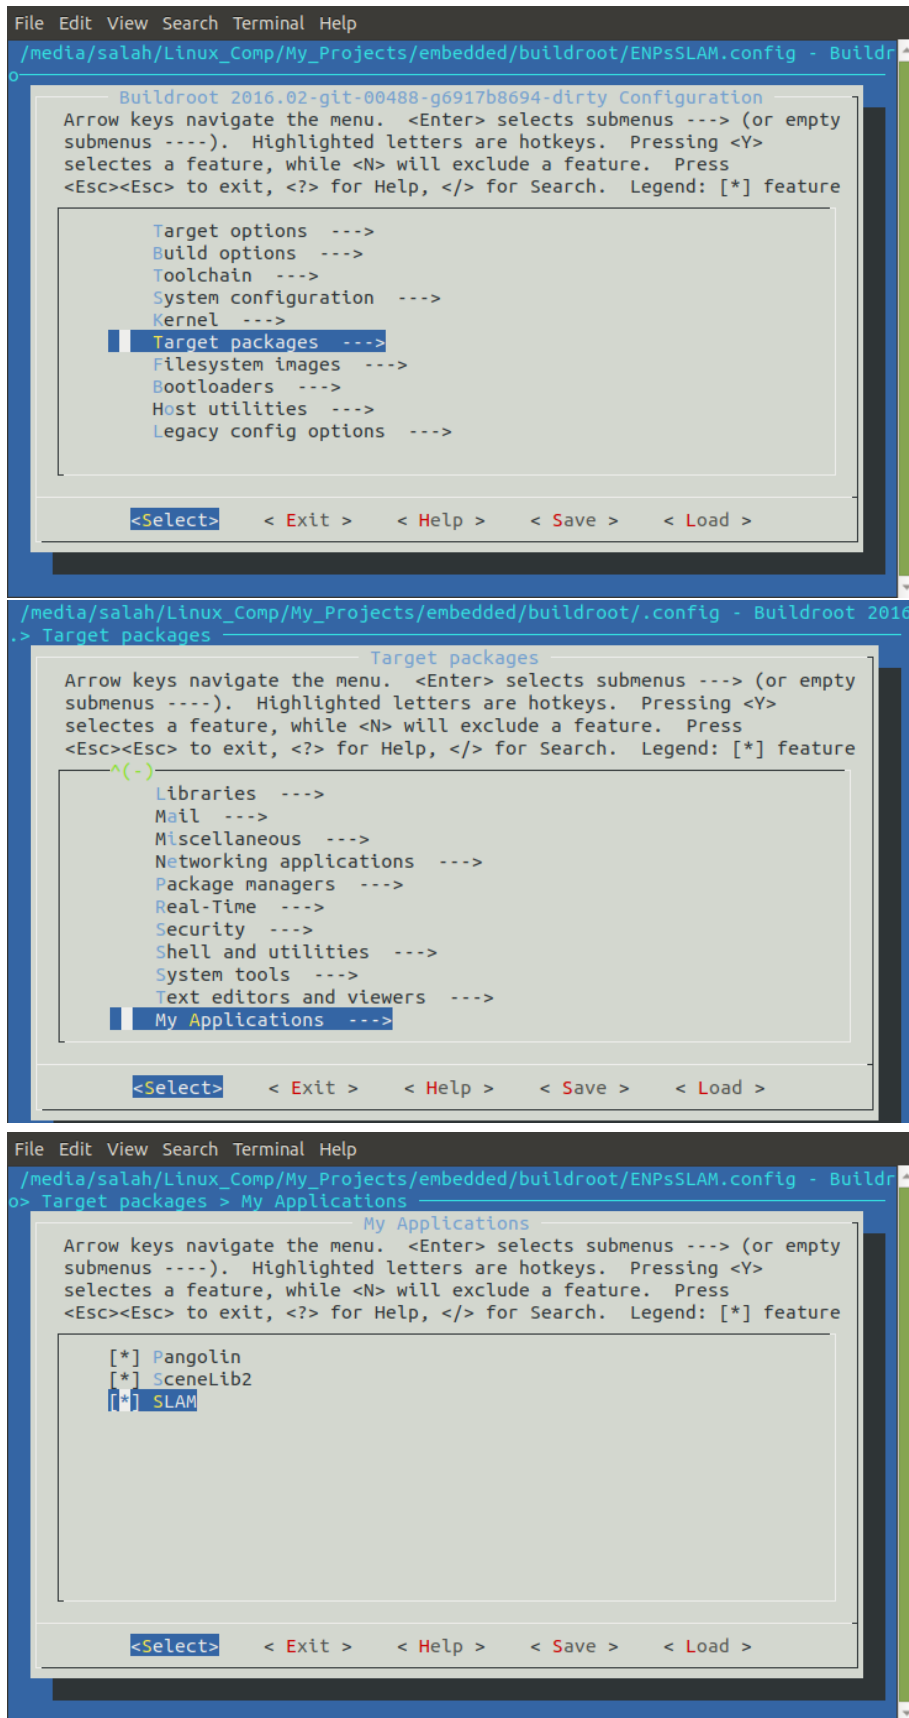 File Edit View Search Terminal Help
/media/salah/Linux_Comp/My_Projects/embedded/buildroot/ENPsSLAM.config - Buildr
o
Buildroot 2016.02-git-00488-g6917b8694-dirty Configuration
Arrow keys navigate the menu. <Enter> selects submenus ---> (or empty
submenus ----). Highlighted letters are hotkeys. Pressing <Y>
selectes a feature, while <N> will exclude a feature. Press
<Esc><Esc> to exit, <?> for Help, </> for Search. Legend: [*] feature
Target options --->
Build options --->
Toolchain --->
System configuration --->
Kernel --->
Target packages --->
Filesystem images --->
Bootloaders --->
Host utilities --->
Legacy config options --->
<Select> < Exit > < Help > < Save > < Load >
/media/salah/Linux_Comp/My_Projects/embedded/buildroot/.config - Buildroot 2016
.> Target packages
Target packages
Arrow keys navigate the menu. <Enter> selects submenus ---> (or empty
submenus ----). Highlighted letters are hotkeys. Pressing <Y>
selectes a feature, while <N> will exclude a feature. Press
<Esc><Esc> to exit, <?> for Help, </> for Search. Legend: [*] feature
^(-)
Libraries --->
Mail --->
Miscellaneous --->
Networking applications --->
Package managers --->
Real-Time --->
Security --->
Shell and utilities --->
System tools --->
Text editors and viewers --->
My Applications --->
<Select> < Exit > < Help > < Save > < Load >
File Edit View Search Terminal Help
/media/salah/Linux_Comp/My_Projects/embedded/buildroot/ENPsSLAM.config - Buildr
o> Target packages > My Applications
My Applications
Arrow keys navigate the menu. <Enter> selects submenus ---> (or empty
submenus ----). Highlighted letters are hotkeys. Pressing <Y>
selectes a feature, while <N> will exclude a feature. Press
<Esc><Esc> to exit, <?> for Help, </> for Search. Legend: [*] feature
[*] Pangolin
[*] SceneLib2
[*] SLAM
<Select> < Exit > < Help > < Save > < Load >